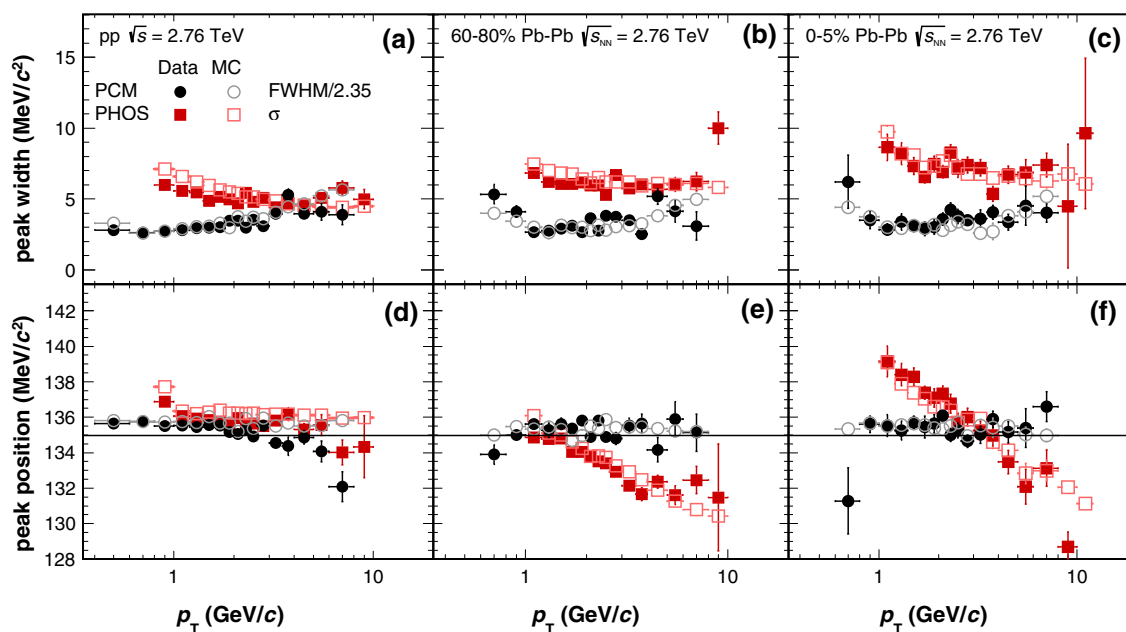 pp √s = 2.76 TeV
(a)
60-80% Pb-Pb √sNN = 2.76 TeV
(b)
0-5% Pb-Pb √sNN = 2.76 TeV
(c)
Data MC
PCM FWHM/2.35
PHOS σ
peak width (MeV/c²)
15
10
5
0
(d)
(e)
(f)
peak position (MeV/c²)
142
140
138
136
134
132
130
128
1 10
1 10
1 10
pT (GeV/c)
pT (GeV/c)
pT (GeV/c)